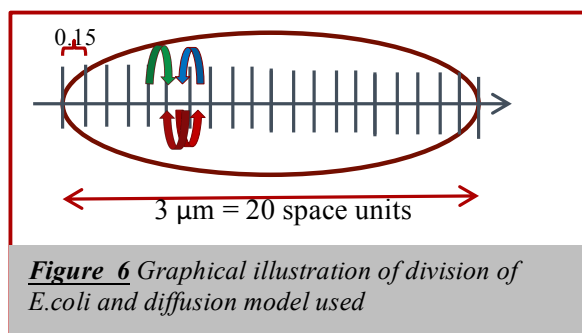 0.15
3 μm = 20 space units
Figure 6 Graphical illustration of division of
E.coli and diffusion model used